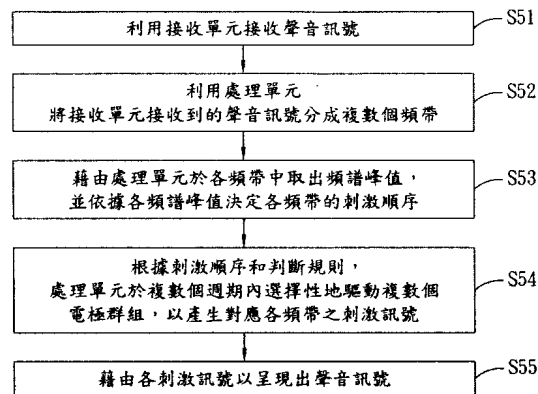 利用接收單元接收聲音訊號
S51
利用處理單元
將接收單元接收到的聲音訊號分成複數個頻帶
S52
藉由處理單元於各頻帶中取出頻譜峰值，
並依據各頻譜峰值決定各頻帶的刺激順序
S53
根據刺激順序和判斷規則，
處理單元於複數個週期內選擇性地驅動複數個
電極群組，以產生對應各頻帶之刺激訊號
S54
藉由各刺激訊號以呈現出聲音訊號
S55